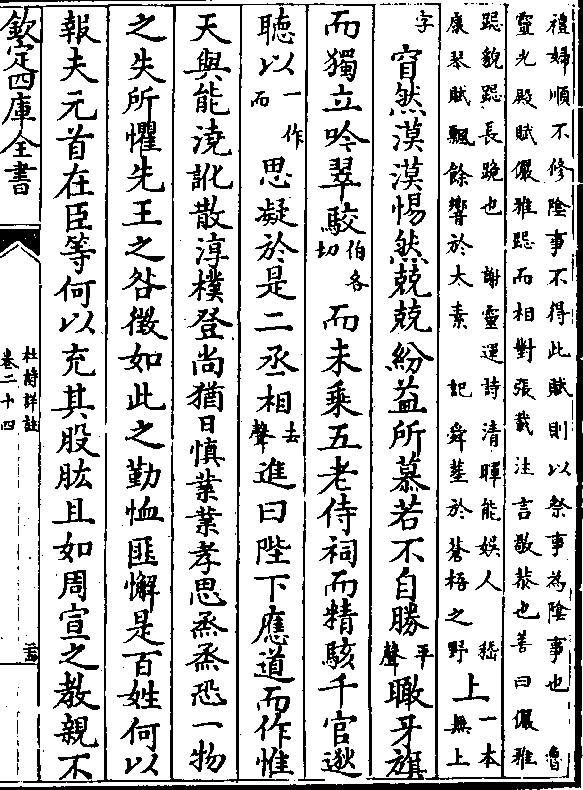 禮婦順不修陰事不得此賦則以祭事為陰事也　魯
靈光殿賦儼雅跽而相對張載注言敬恭也善曰儼雅
跽貌跽長跪也　謝靈運詩清暉能娛人　嵇
康琴賦飄餘響於太素　記舜葬於蒼梧之野
上一本無上字
窅然漠漠惕然兢兢紛益所慕若不自勝平聲瞰牙旗
而獨立吟翠駮伯各切而未乗五老侍祠而精駭千官逖
聽以一作而思凝於是二丞相去聲進曰陛下應道而作惟
天與能澆訛散淳樸登尚猶日慎業業孝思烝烝恐一物
之失所懼先王之咎徵如此之勤恤匪懈是百姓何以
報夫元首在臣等何以充其股肱且如周宣之教親不
欽定四庫全書
杜詩詳註
卷二十四